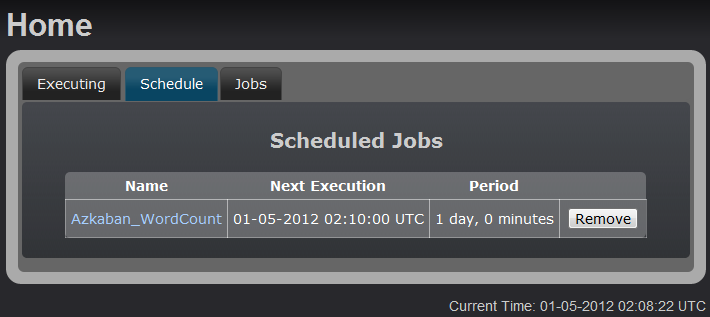 Home
Executing Schedule Jobs
Scheduled Jobs
Name Next Execution Period
Azkaban_WordCount 01-05-2012 02:10:00 UTC 1 day, 0 minutes Remove
Current Time: 01-05-2012 02:08:22 UTC